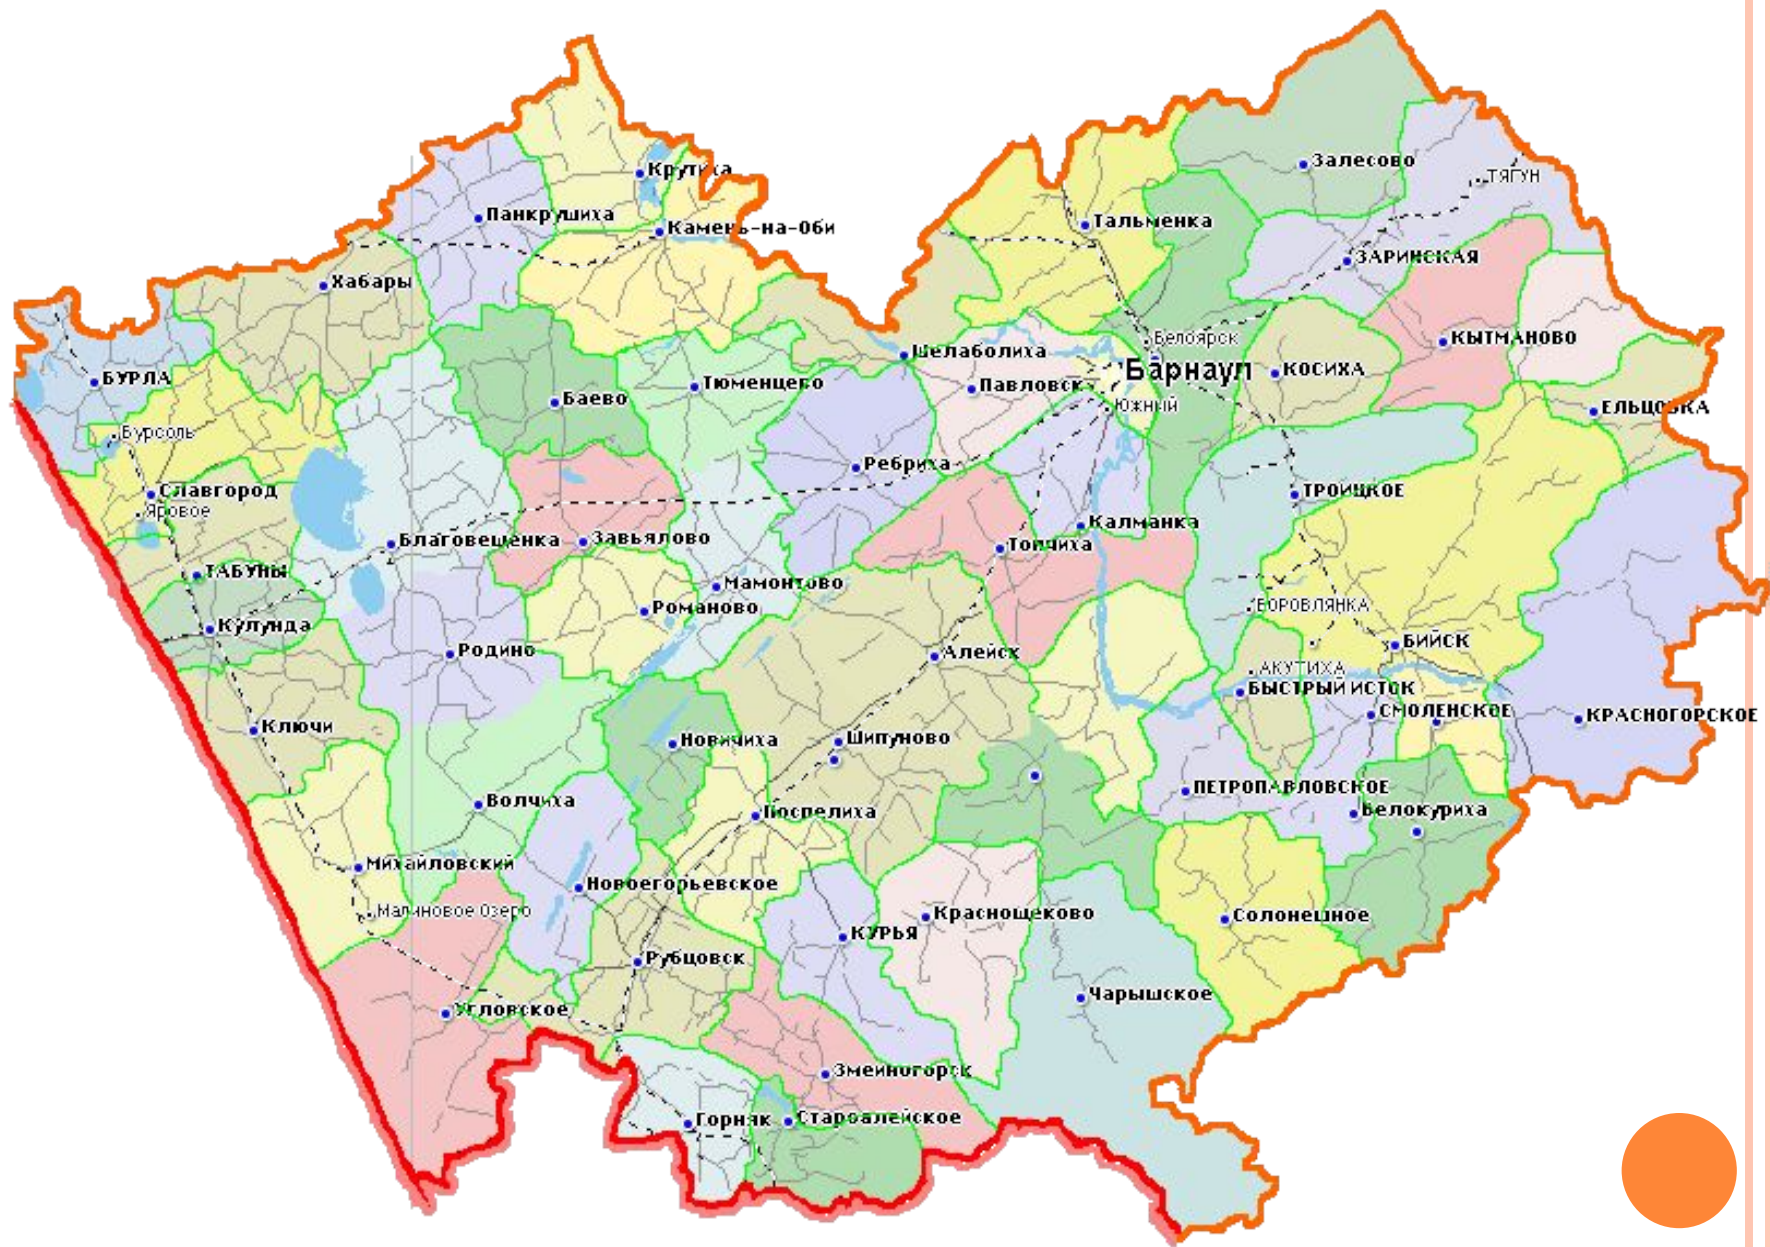 Крутиха
Залесово
ТЯГУН
Панкрушиха
Тальменка
Камень-на-Оби
ЗАРИНСКАЯ
Хабары
Белоярск
КЫТМАНОВО
Шелаболиха
Барнаул
КОСИХА
БУРЛА
Тюменцево
Павловск
Баево
Южный
ЕЛЬЦОВКА
Бурсоль
Ребриха
Славгород
ТРОИЦКОЕ
Яровое
Калманка
Благовещенка
Завьялово
Топчиха
ТАБУНЫ
Мамонтово
Романово
БОРОВЛЯНКА
Кулунда
БИЙСК
Родино
Алейск
АКУТИХА
БЫСТРЫЙ ИСТОК
СМОЛЕНСКОЕ
КРАСНОГОРСКОЕ
Ключи
Новичиха
Шипуново
ПЕТРОПАВЛОВСКОЕ
Волчиха
Поспелиха
Белокуриха
Михайловский
Новоегорьевское
Малиновое Озеро
Краснощеково
Солонешное
КУРЬЯ
Рубцовск
Чарышское
Угловское
Змеиногорск
Горняк
Староалейское